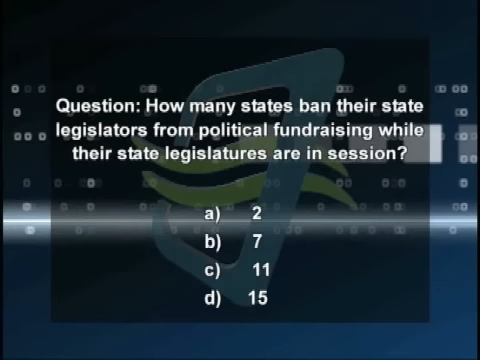 Question: How many states ban their state
legislators from political fundraising while
their state legislatures are in session?
a) 2
b) 7
c) 11
d) 15